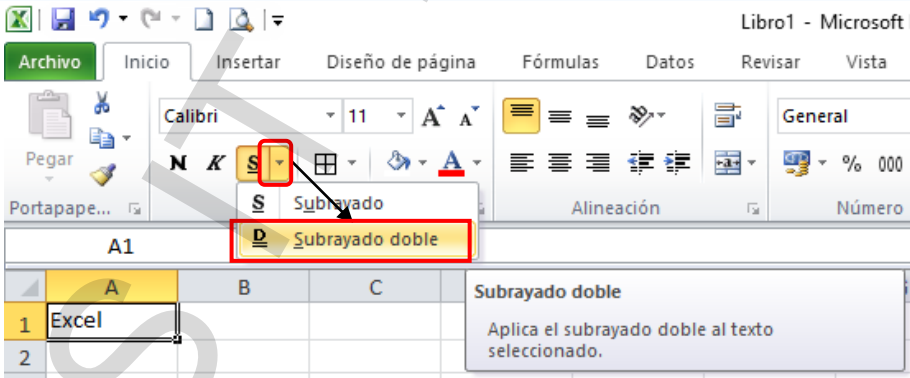 Libro1 - Microsoft
Archivo Inicio Insertar Diseño de página Fórmulas Datos Revisar Vista
Calibri 11 A A General
Pegar N K S A % 000
Portapape... Alineación Número
S Subrayado
D Subrayado doble
A1
A B C
1 Excel
2
Subrayado doble
Aplica el subrayado doble al texto
seleccionado.
SIT